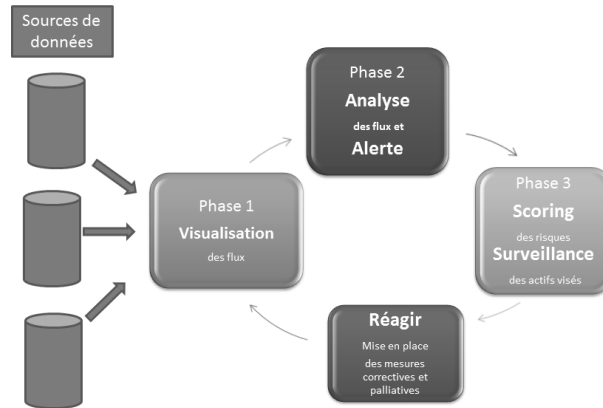 Sources de
données
Phase 1
Visualisation
des flux
Phase 2
Analyse
des flux et
Alerte
Phase 3
Scoring
des risques
Surveillance
des actifs visés
Réagir
Mise en place
des mesures
correctives et
palliatives